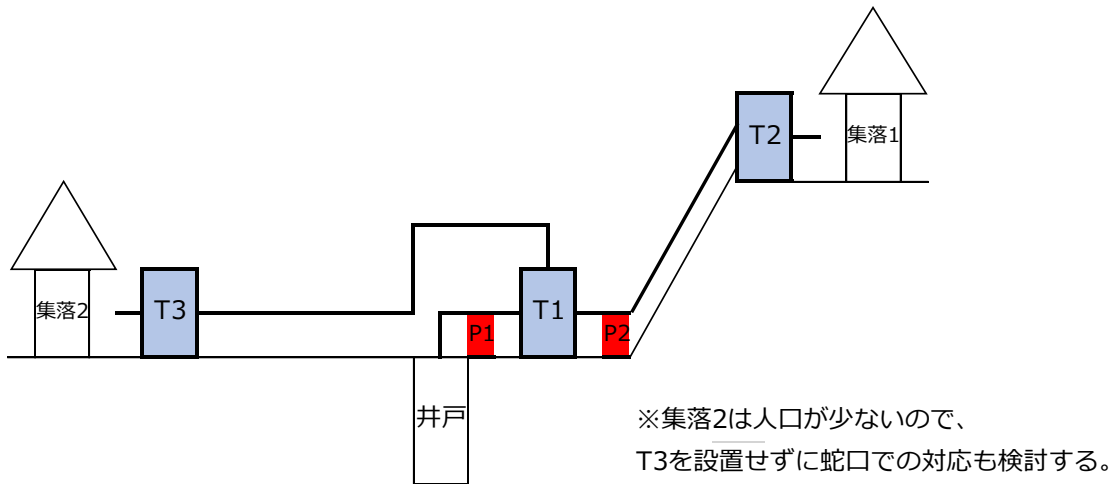 T2
集落1
集落2
T3
T1
P1
P2
井戸
※集落2は人口が少ないので、
T3を設置せずに蛇口での対応も検討する。